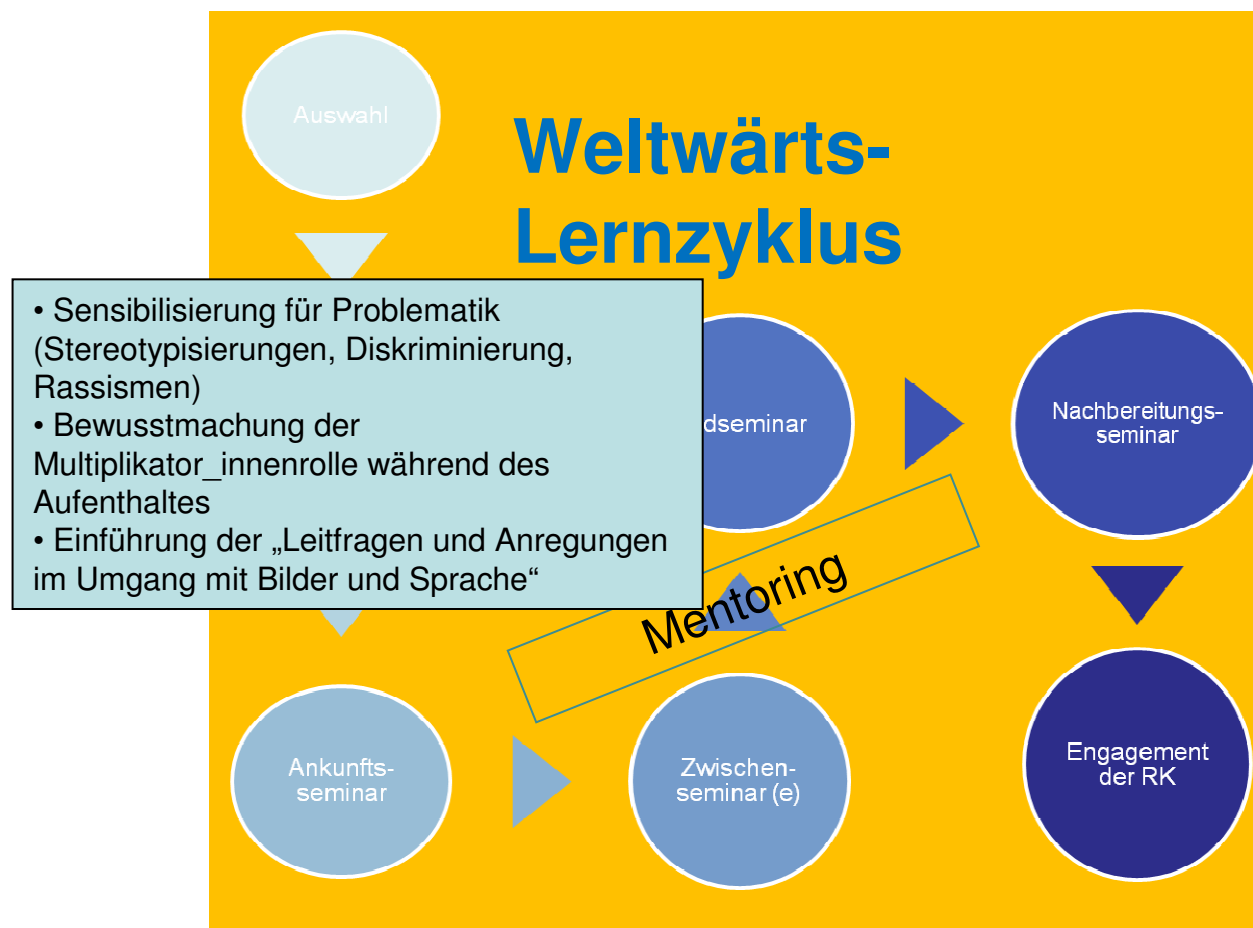 Auswahl
Weltwärts-
Lernzyklus
• Sensibilisierung für Problematik
(Stereotypisierungen, Diskriminierung,
Rassismen)
• Bewusstmachung der
Multiplikator_innenrolle während des
Aufenthaltes
• Einführung der „Leitfragen und Anregungen
im Umgang mit Bilder und Sprache“
dseminar
Nachbereitungs-
seminar
Mentoring
Ankunfts-
seminar
Zwischen-
seminar (e)
Engagement
der RK